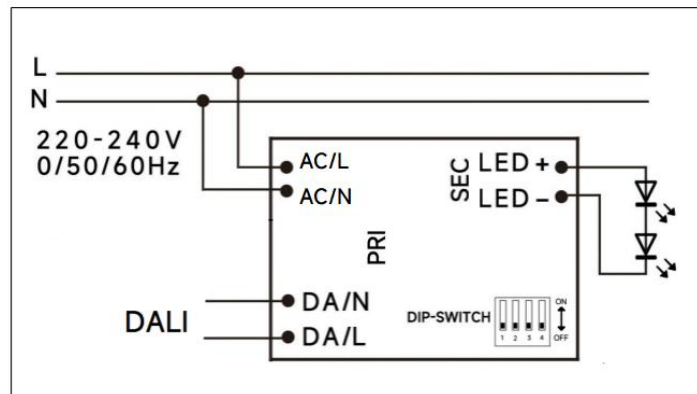 L
N
220-240V
0/50/60Hz
AC/L
AC/N
PRI
SEC
LED +
LED -
DALI
DA/N
DA/L
DIP-SWITCH
ON
OFF
1 2 3 4